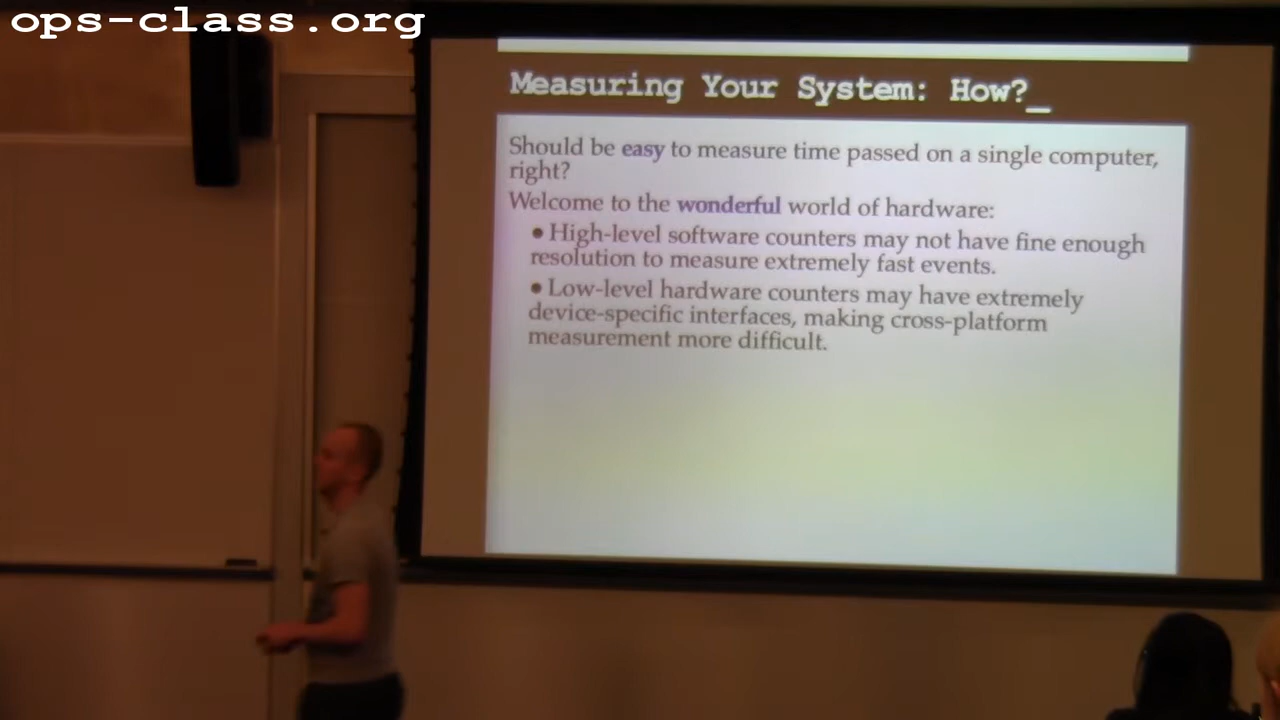 ops-class.org
Measuring Your System: How?_
Should be easy to measure time passed on a single computer,
right?
Welcome to the wonderful world of hardware:
• High-level software counters may not have fine enough
resolution to measure extremely fast events.
• Low-level hardware counters may have extremely
device-specific interfaces, making cross-platform
measurement more difficult.